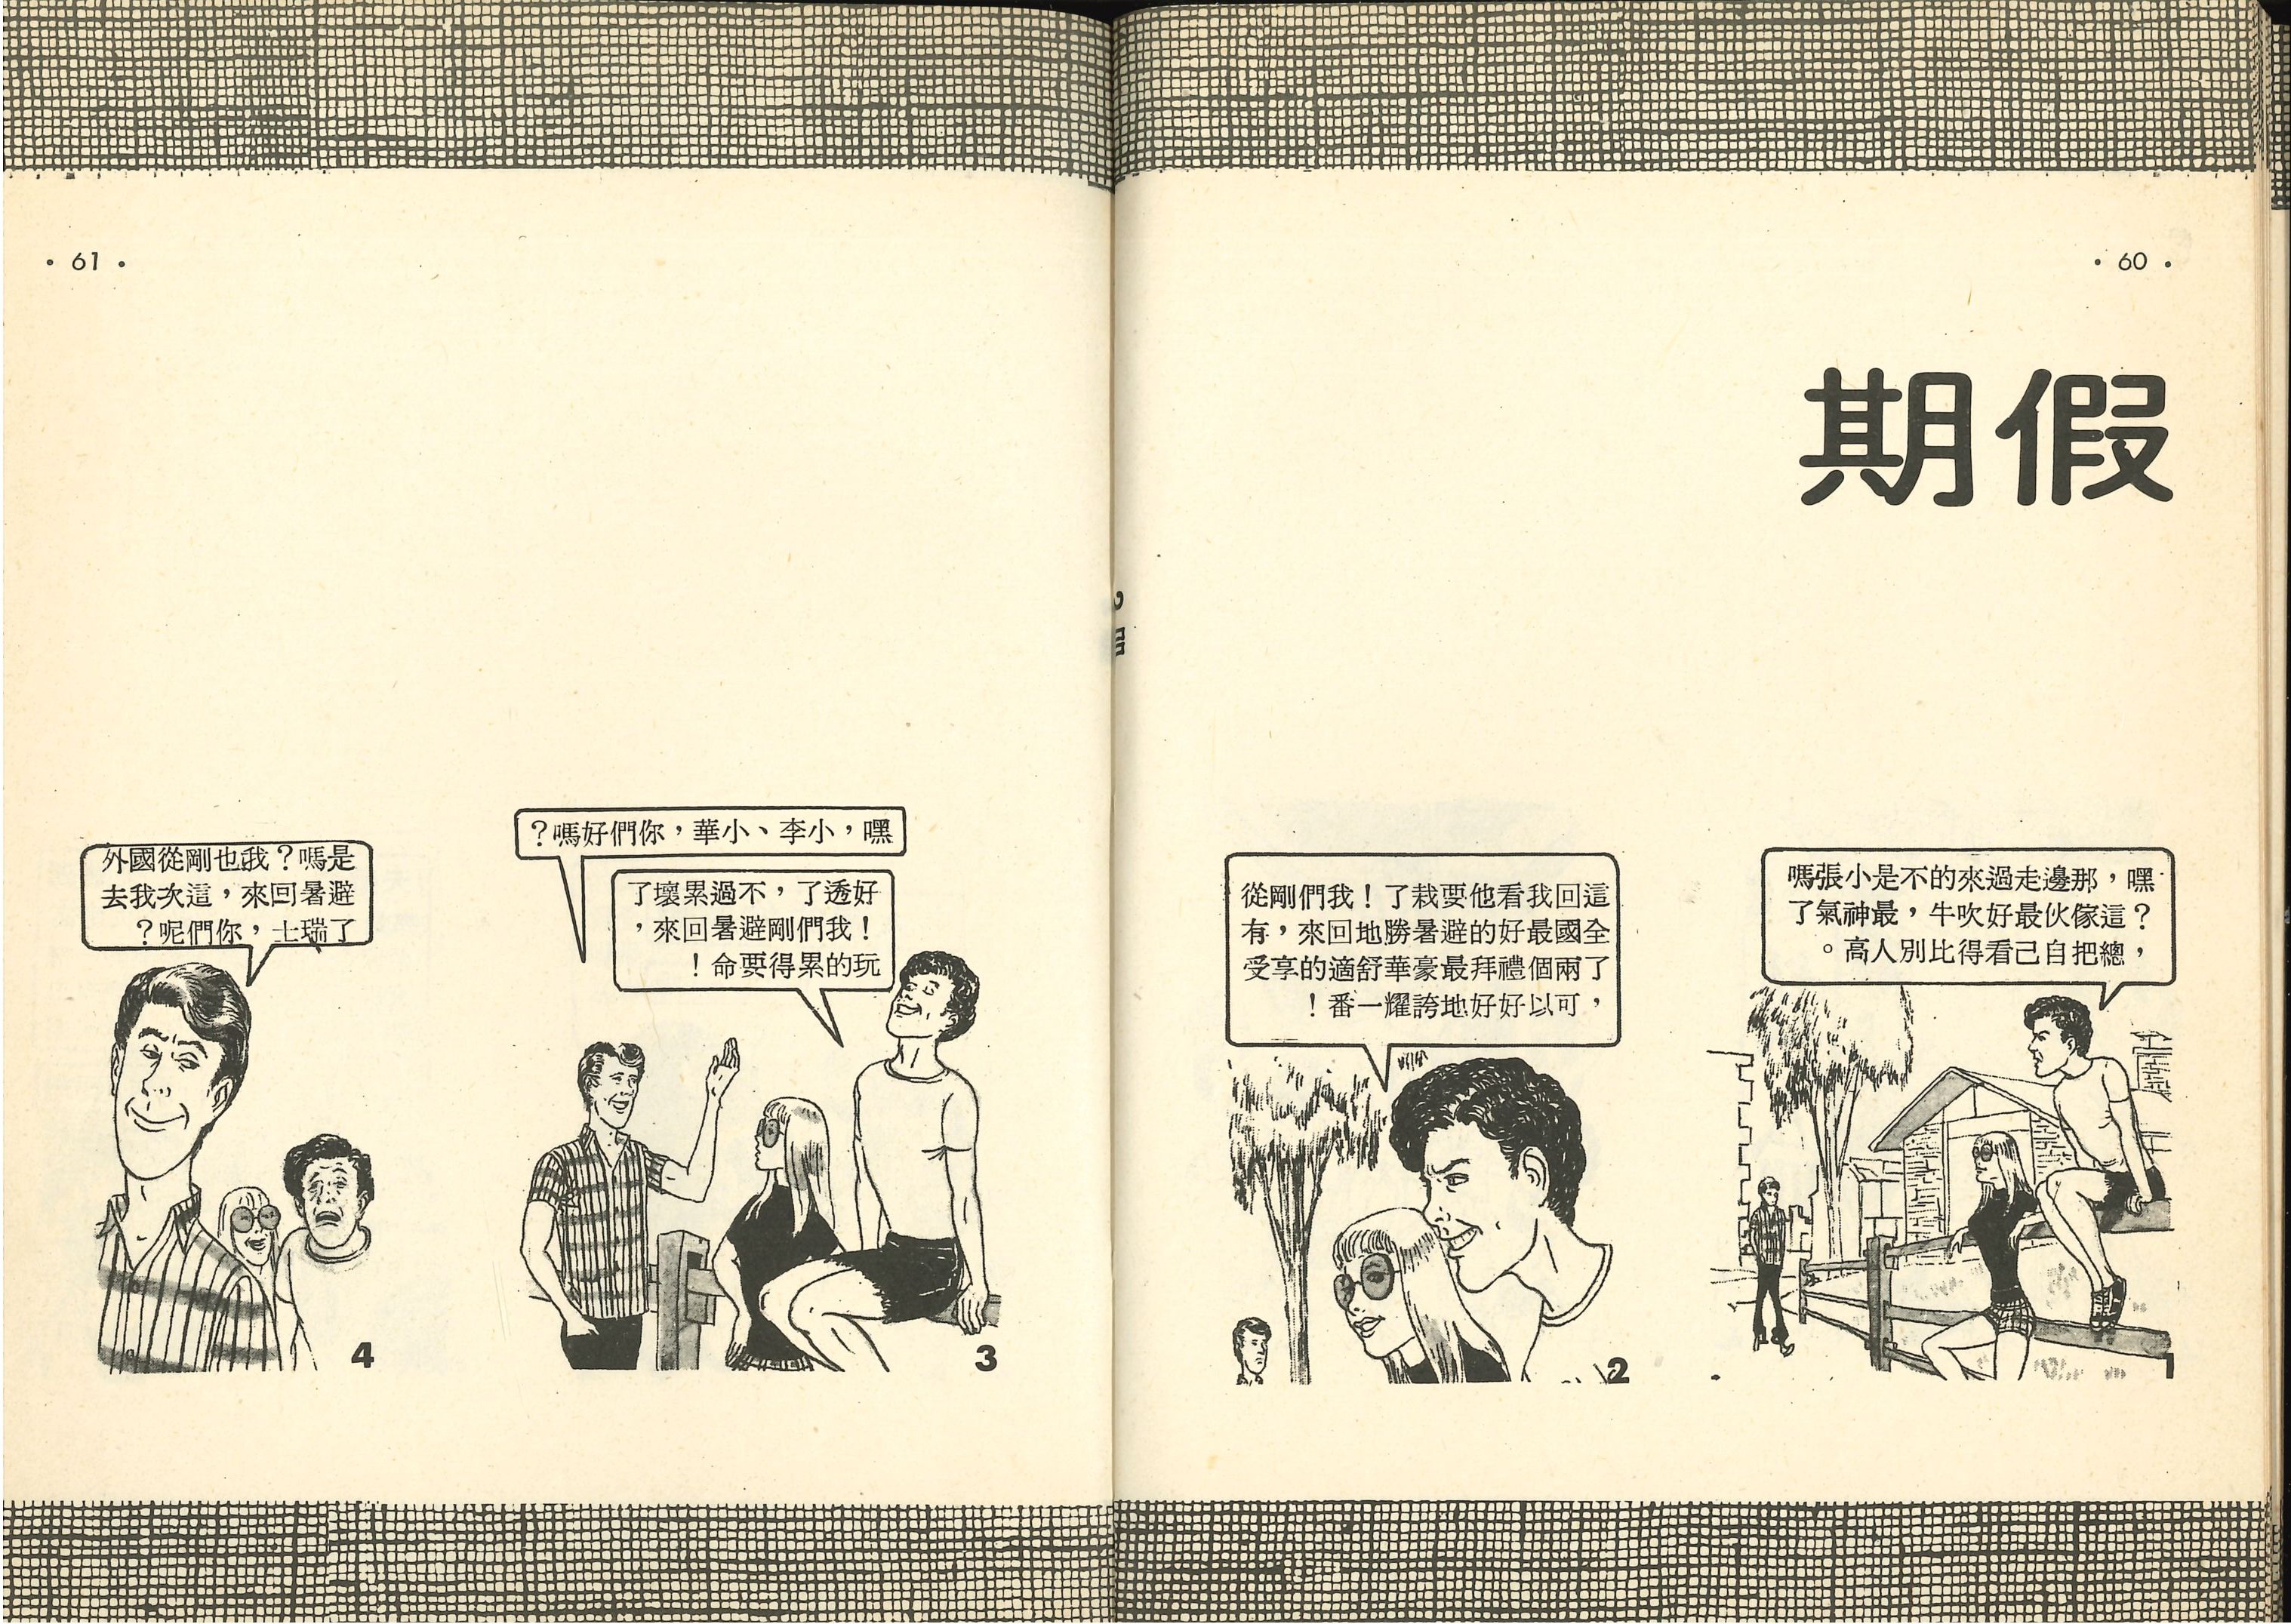 · 60 ·
假期
嘿，那邊走過來的不是小張嗎
？這傢伙最好吹牛，最神氣了
，總把自己看得比別人高。
1
這回我看他要栽了！我們剛從
全國最好的避暑勝地回來，有
了兩個禮拜最豪華舒適的享受
，可以好好地誇耀一番！
2
· 61 ·
嘿，小李、小華，你們好嗎？
好透了，不過累壞了
！我們剛避暑回來，
玩的累得要命！
3
是嗎？我也剛從國外
避暑回來，這次我去
了瑞士，你們呢？
4